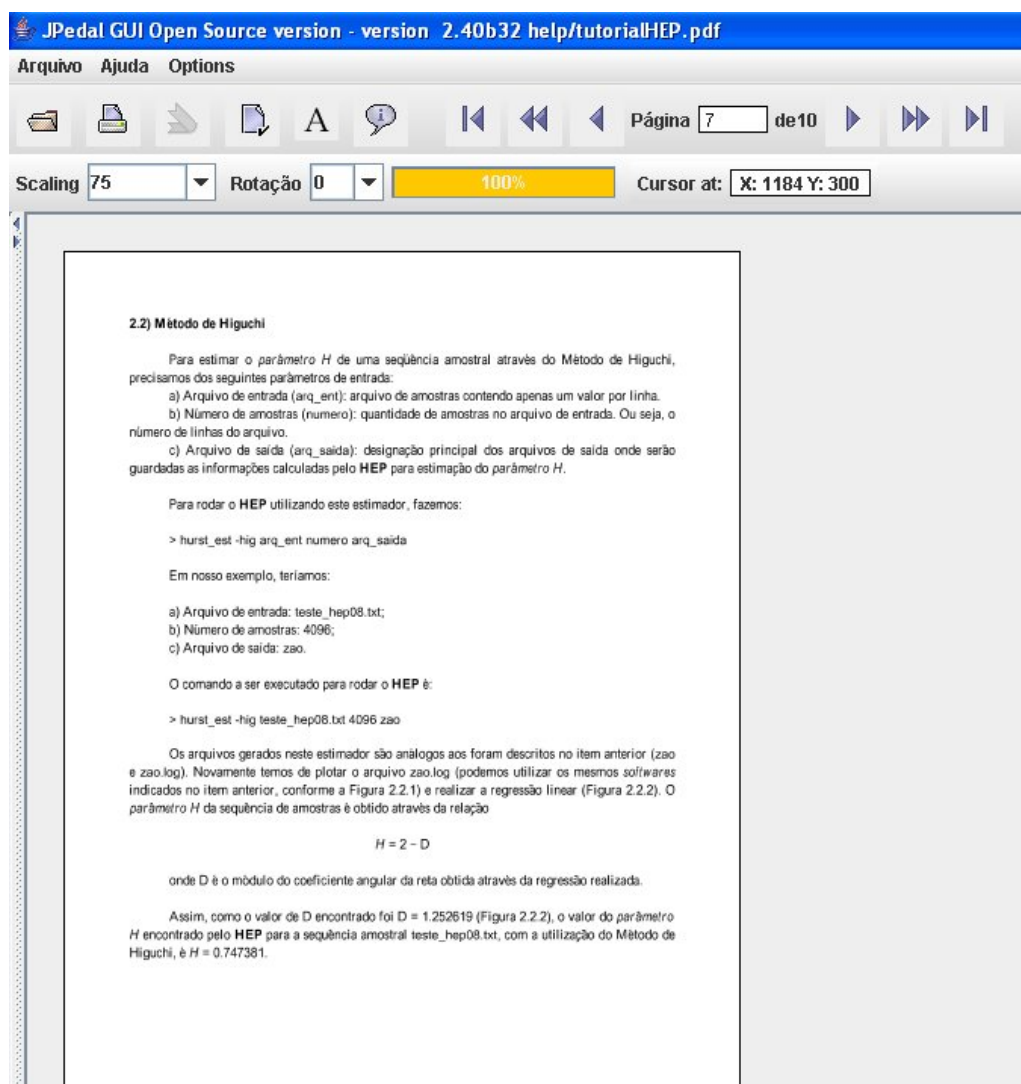 JPedal GUI Open Source version - version 2.40b32 help/tutorialHEP.pdf
Arquivo Ajuda Options
A i Página 7 de10
Scaling 75 Rotação 0 100% Cursor at: X: 1184 Y: 300
2.2) Método de Higuchi
Para estimar o parâmetro H de uma seqüência amostral através do Método de Higuchi,
precisamos dos seguintes parâmetros de entrada:
a) Arquivo de entrada (arq_ent): arquivo de amostras contendo apenas um valor por linha.
b) Número de amostras (numero): quantidade de amostras no arquivo de entrada. Ou seja, o
número de linhas do arquivo.
c) Arquivo de saída (arq_saida): designação principal dos arquivos de saída onde serão
guardadas as informações calculadas pelo HEP para estimação do parâmetro H.
Para rodar o HEP utilizando este estimador, fazemos:
> hurst_est -hig arq_ent numero arq_saida
Em nosso exemplo, teríamos:
a) Arquivo de entrada: teste_hep08.txt;
b) Número de amostras: 4096;
c) Arquivo de saída: zao.
O comando a ser executado para rodar o HEP é:
> hurst_est -hig teste_hep08.txt 4096 zao
Os arquivos gerados neste estimador são análogos aos foram descritos no item anterior (zao
e zao.log). Novamente temos de plotar o arquivo zao.log (podemos utilizar os mesmos softwares
indicados no item anterior, conforme a Figura 2.2.1) e realizar a regressão linear (Figura 2.2.2). O
parâmetro H da sequência de amostras é obtido através da relação
H = 2 – D
onde D é o módulo do coeficiente angular da reta obtida através da regressão realizada.
Assim, como o valor de D encontrado foi D = 1.252619 (Figura 2.2.2), o valor do parâmetro
H encontrado pelo HEP para a sequência amostral teste_hep08.txt, com a utilização do Método de
Higuchi, é H = 0.747381.